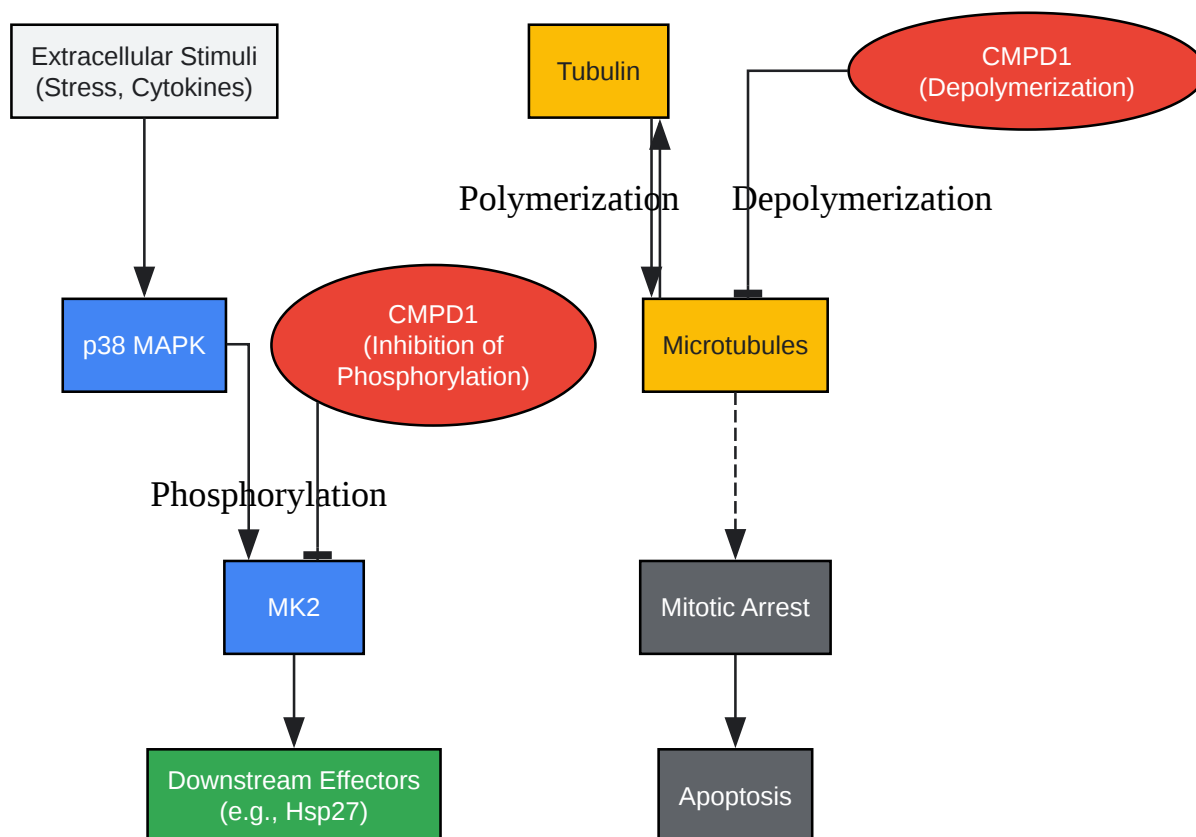 Extracellular Stimuli
(Stress, Cytokines)
Tubulin
CMPD1
(Depolymerization)
Polymerization
Depolymerization
p38 MAPK
CMPD1
(Inhibition of
Phosphorylation)
Microtubules
Phosphorylation
MK2
Mitotic Arrest
Downstream Effectors
(e.g., Hsp27)
Apoptosis